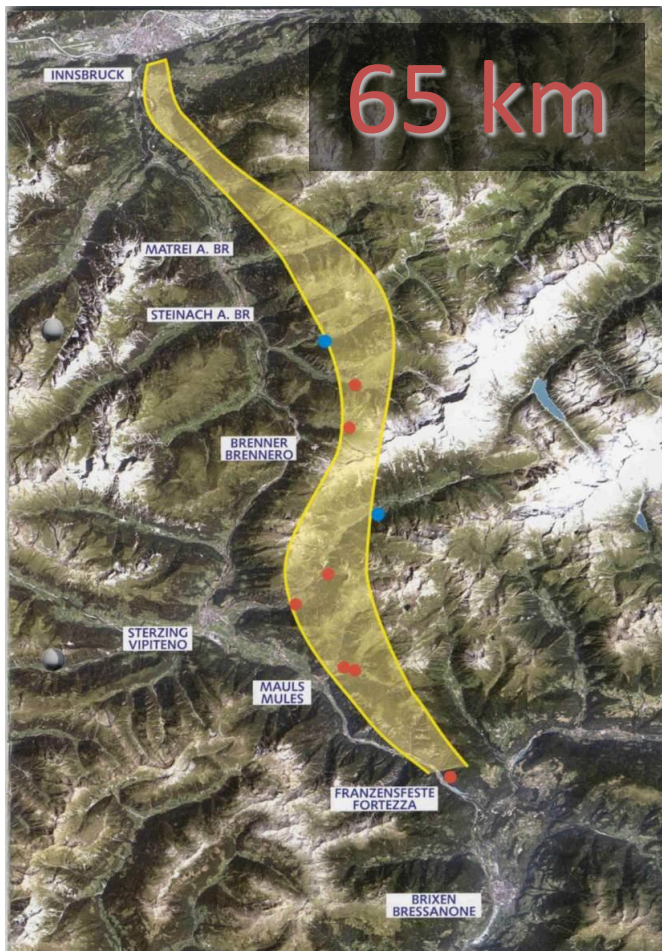 65 km
INNSBRUCK
MATREI A. BR
STEINACH A. BR
BRENNER
BRENNERO
STERZING
VIPITENO
MAULS
MULES
FRANZENSFESTE
FORTEZZA
BRIXEN
BRESSANONE